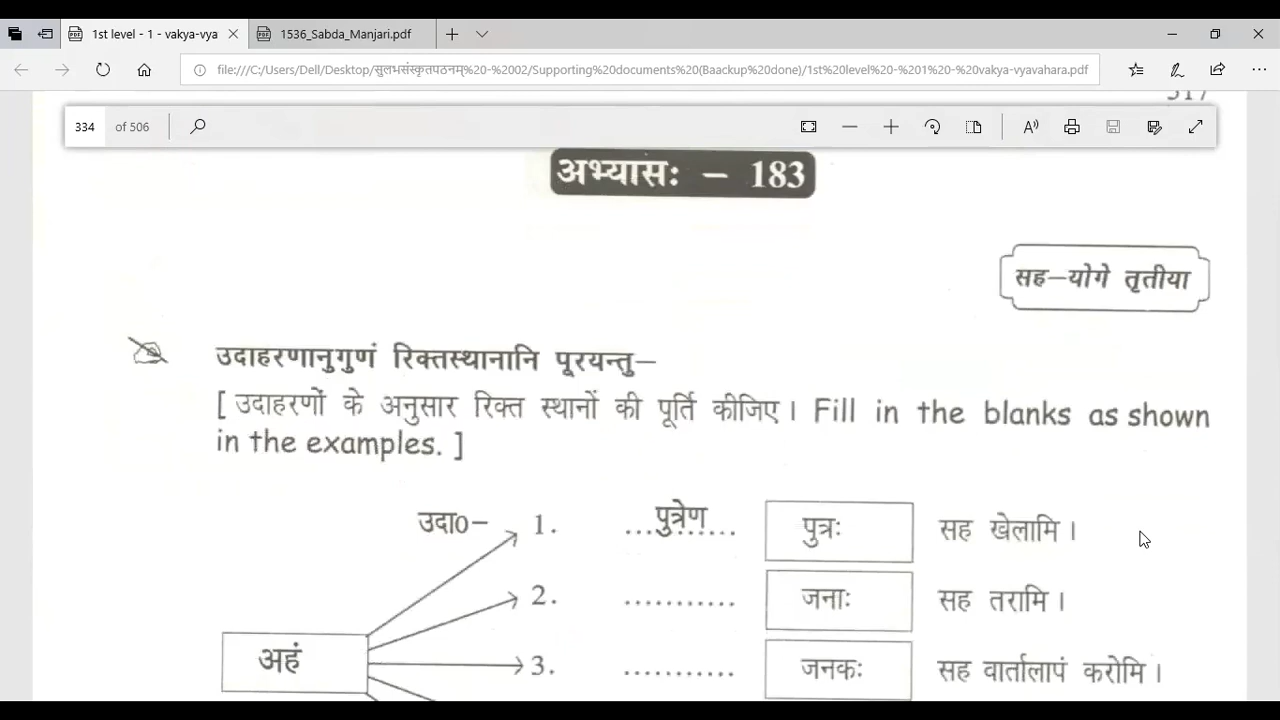 1st level - 1 - vakya-vya
1536_Sabda_Manjari.pdf
file:///C:/Users/Dell/Desktop/सुलभसंस्कृतपठनम्%20-%2002/Supporting%20documents%20(Baackup%20done)/1st%20level%20-%201%20-%20vakya-vyavahara.pdf
317
334 of 506
अभ्यासः – 183
सह–योगे तृतीया
उदाहरणानुगुणं रिक्तस्थानानि पूरयन्तु–
[ उदाहरणों के अनुसार रिक्त स्थानों की पूर्ति कीजिए। Fill in the blanks as shown
in the examples. ]
उदा0– 1. ...पुत्रेण... पुत्रः सह खेलामि।
2. ........... जनाः सह तरामि।
अहं
3. ........... जनकः सह वार्तालापं करोमि।